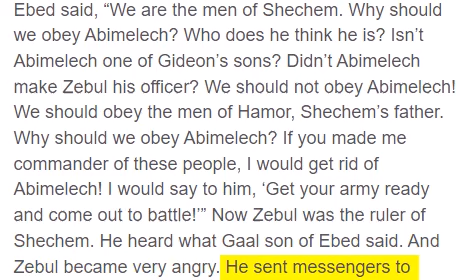 Ebed said, “We are the men of Shechem. Why should
we obey Abimelech? Who does he think he is? Isn’t
Abimelech one of Gideon’s sons? Didn’t Abimelech
make Zebul his officer? We should not obey Abimelech!
We should obey the men of Hamor, Shechem’s father.
Why should we obey Abimelech? If you made me
commander of these people, I would get rid of
Abimelech! I would say to him, ‘Get your army ready
and come out to battle!’” Now Zebul was the ruler of
Shechem. He heard what Gaal son of Ebed said. And
Zebul became very angry. He sent messengers to